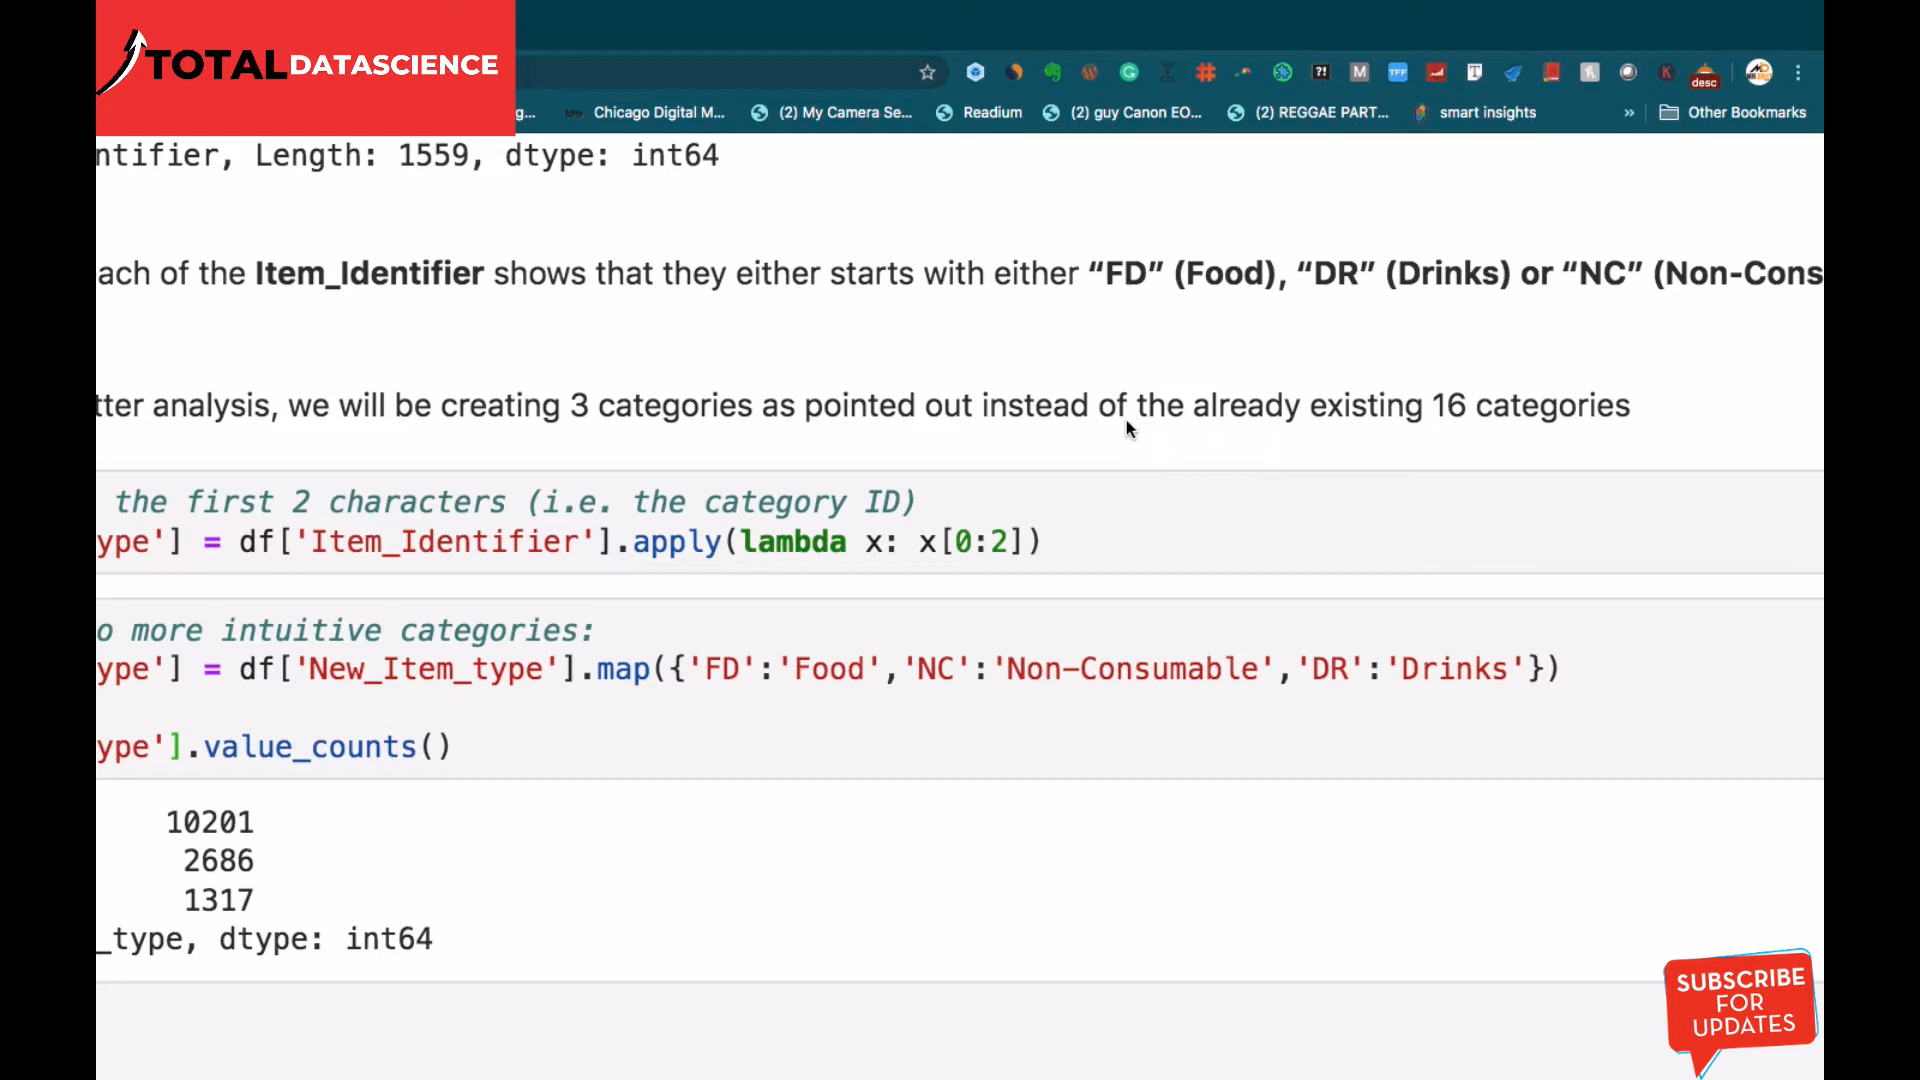 TOTAL DATASCIENCE
desc
g... Chicago Digital M... (2) My Camera Se... Readium (2) guy Canon EO... (2) REGGAE PART... smart insights » Other Bookmarks
ntifier, Length: 1559, dtype: int64
ach of the Item_Identifier shows that they either starts with either “FD” (Food), “DR” (Drinks) or “NC” (Non-Cons
tter analysis, we will be creating 3 categories as pointed out instead of the already existing 16 categories
the first 2 characters (i.e. the category ID)
ype'] = df['Item_Identifier'].apply(lambda x: x[0:2])
o more intuitive categories:
ype'] = df['New_Item_type'].map({'FD':'Food','NC':'Non-Consumable','DR':'Drinks'})
ype'].value_counts()
10201
2686
1317
_type, dtype: int64
SUBSCRIBE
FOR
UPDATES